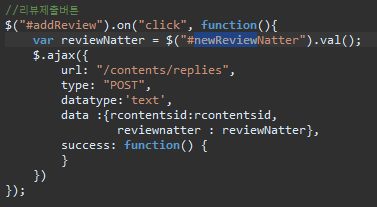 //리뷰제출버튼
$("#addReview").on("click", function(){
    var reviewNatter = $("#newReviewNatter").val();
    $.ajax({
        url: "/contents/replies",
        type: "POST",
        datatype:'text',
        data :{rcontentsid:rcontentsid,
                reviewnatter : reviewNatter},
        success: function() {
        }
    })
});